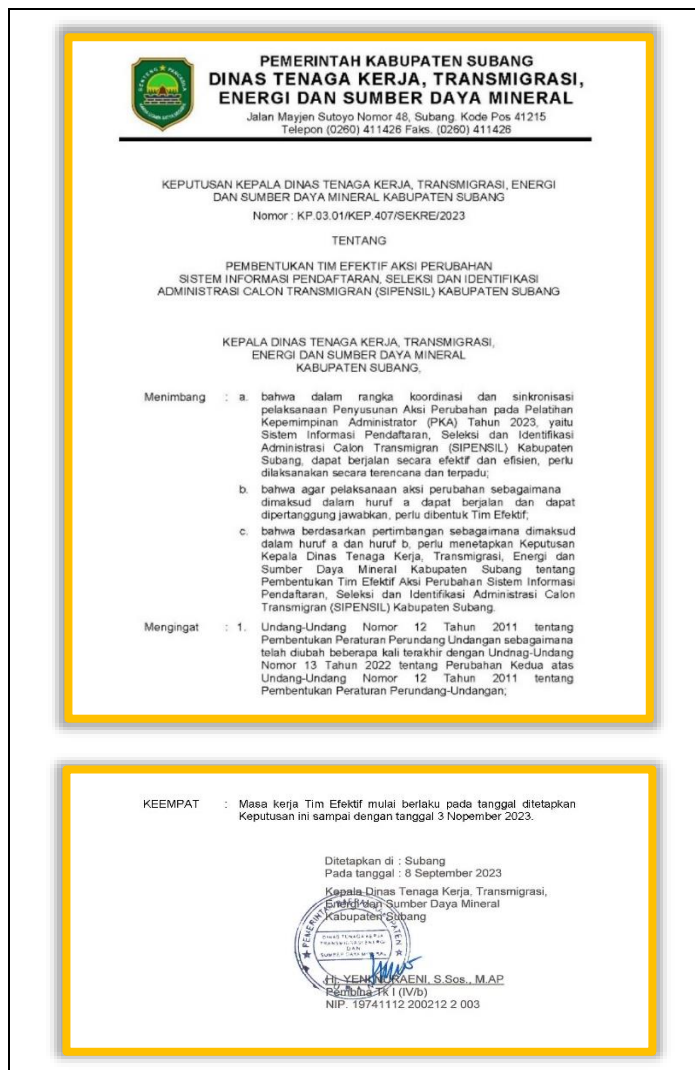 PEMERINTAH KABUPATEN SUBANG
DINAS TENAGA KERJA, TRANSMIGRASI,
ENERGI DAN SUMBER DAYA MINERAL
Jalan Mayjen Sutoyo Nomor 48, Subang. Kode Pos 41215
Telepon (0260) 411426 Faks. (0260) 411426
KEPUTUSAN KEPALA DINAS TENAGA KERJA, TRANSMIGRASI, ENERGI
DAN SUMBER DAYA MINERAL KABUPATEN SUBANG
Nomor : KP.03.01/KEP.407/SEKRE/2023
TENTANG
PEMBENTUKAN TIM EFEKTIF AKSI PERUBAHAN
SISTEM INFORMASI PENDAFTARAN, SELEKSI DAN IDENTIFIKASI
ADMINISTRASI CALON TRANSMIGRAN (SIPENSIL) KABUPATEN SUBANG
KEPALA DINAS TENAGA KERJA, TRANSMIGRASI,
ENERGI DAN SUMBER DAYA MINERAL
KABUPATEN SUBANG,
Menimbang : a. bahwa dalam rangka koordinasi dan sinkronisasi
pelaksanaan Penyusunan Aksi Perubahan pada Pelatihan
Kepemimpinan Administrator (PKA) Tahun 2023, yaitu
Sistem Informasi Pendaftaran, Seleksi dan Identifikasi
Administrasi Calon Transmigran (SIPENSIL) Kabupaten
Subang, dapat berjalan secara efektif dan efisien, perlu
dilaksanakan secara terencana dan terpadu;
b. bahwa agar pelaksanaan aksi perubahan sebagaimana
dimaksud dalam huruf a dapat berjalan dan dapat
dipertanggung jawabkan, perlu dibentuk Tim Efektif;
c. bahwa berdasarkan pertimbangan sebagaimana dimaksud
dalam huruf a dan huruf b, perlu menetapkan Keputusan
Kepala Dinas Tenaga Kerja, Transmigrasi, Energi dan
Sumber Daya Mineral Kabupaten Subang tentang
Pembentukan Tim Efektif Aksi Perubahan Sistem Informasi
Pendaftaran, Seleksi dan Identifikasi Administrasi Calon
Transmigran (SIPENSIL) Kabupaten Subang.
Mengingat : 1. Undang-Undang Nomor 12 Tahun 2011 tentang
Pembentukan Peraturan Perundang Undangan sebagaimana
telah diubah beberapa kali terakhir dengan Undnag-Undang
Nomor 13 Tahun 2022 tentang Perubahan Kedua atas
Undang-Undang Nomor 12 Tahun 2011 tentang
Pembentukan Peraturan Perundang-Undangan;
KEEMPAT : Masa kerja Tim Efektif mulai berlaku pada tanggal ditetapkan
Keputusan ini sampai dengan tanggal 3 Nopember 2023.
Ditetapkan di : Subang
Pada tanggal : 8 September 2023
Kepala Dinas Tenaga Kerja, Transmigrasi,
Energi dan Sumber Daya Mineral
Kabupaten Subang
DINAS TENAGA KERJA
TRANSMIGRASI ENERGI
DAN
SUMBER DAYA MINERAL
Hj. YENI NURAENI, S.Sos., M.AP
Pembina Tk I (IV/b)
NIP. 19741112 200212 2 003